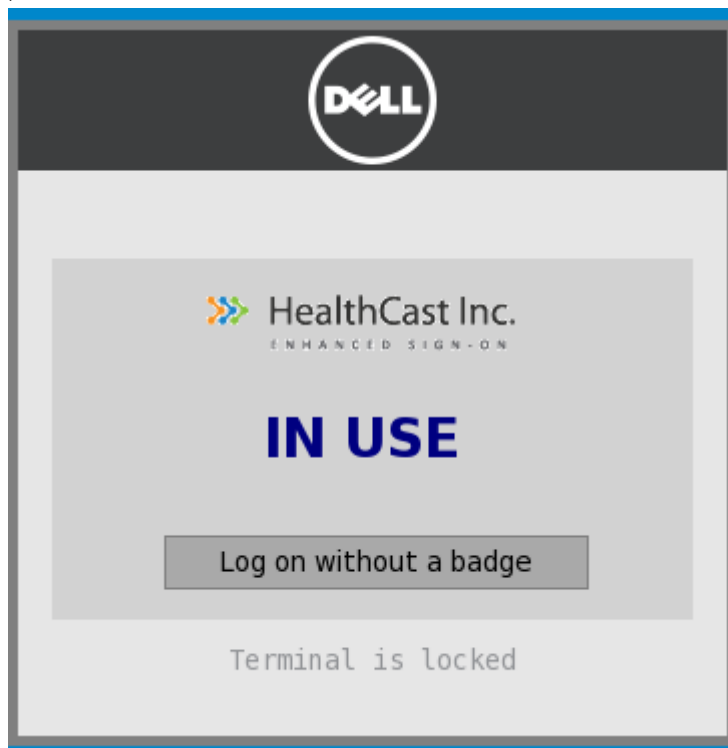 DELL
HealthCast Inc.
ENHANCED SIGN-ON
IN USE
Log on without a badge
Terminal is locked